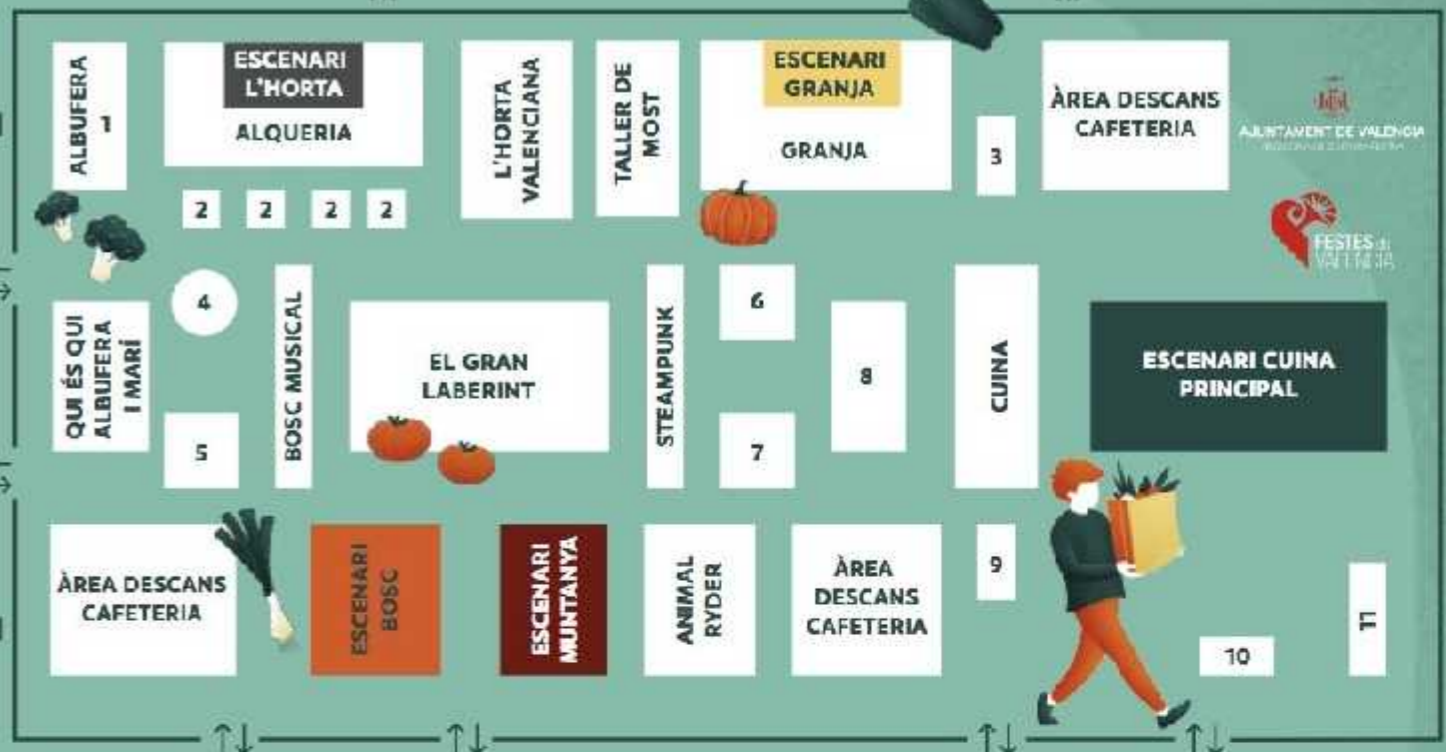 ALBUFERA
1
ESCENARI
L'HORTA
ALQUERIA
L'HORTA
VALENCIANA
TALLER DE
MOST
ESCENARI
GRANJA
GRANJA
3
ÀREA DESCANS
CAFETERIA
AJUNTAMENT DE VALENCIA
2
2
2
2
FESTES de
VALENCIA
QUI ÉS QUI
ALBUFERA
I MARÍ
4
5
BOSC MUSICAL
EL GRAN
LABERINT
STEAMPUNK
6
7
8
CUINA
ESCENARI CUINA
PRINCIPAL
ÀREA DESCANS
CAFETERIA
ESCENARI
BOSC
ESCENARI
MUNTANYA
ANIMAL
RYDER
ÀREA
DESCANS
CAFETERIA
9
10
11